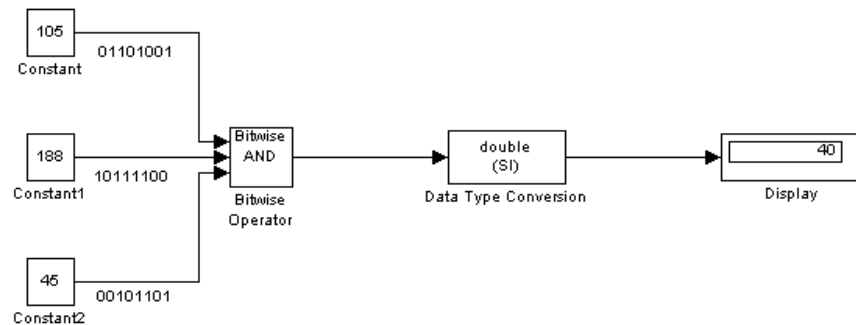 105
01101001
Constant
188
10111100
Constant1
45
00101101
Constant2
Bitwise
AND
Bitwise
Operator
double
(SI)
Data Type Conversion
40
Display